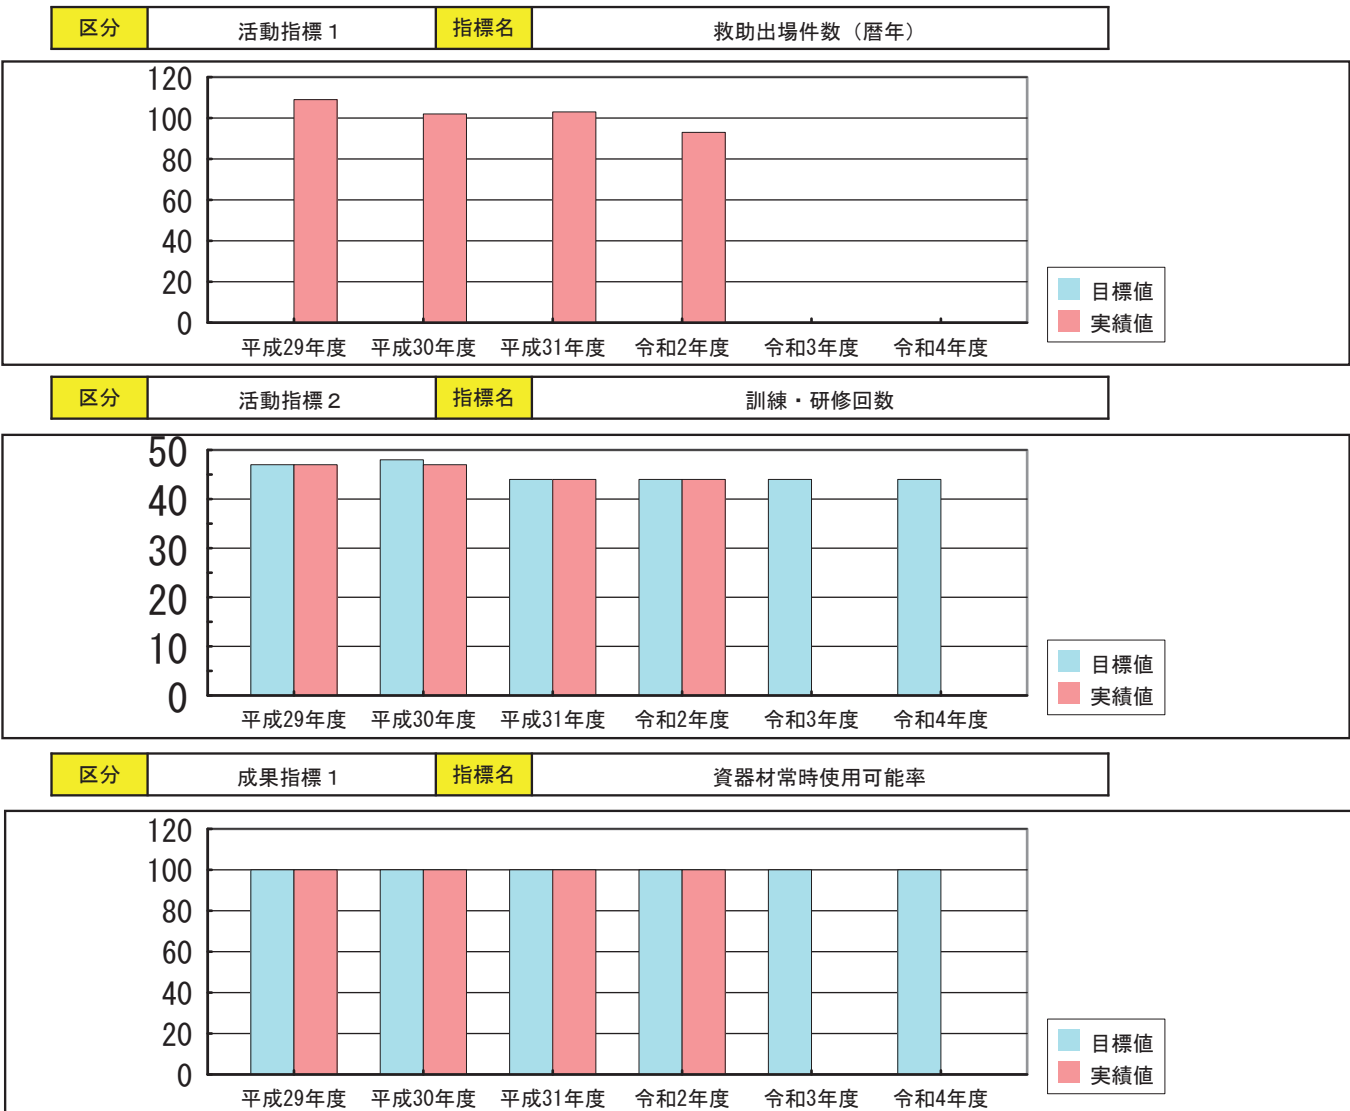 区分 活動指標１ 指標名 救助出場件数（暦年）
120
100
80
60
40
20
0
平成29年度 平成30年度 平成31年度 令和2年度 令和3年度 令和4年度
目標値
実績値
区分 活動指標２ 指標名 訓練・研修回数
50
40
30
20
10
0
平成29年度 平成30年度 平成31年度 令和2年度 令和3年度 令和4年度
目標値
実績値
区分 成果指標１ 指標名 資器材常時使用可能率
120
100
80
60
40
20
0
平成29年度 平成30年度 平成31年度 令和2年度 令和3年度 令和4年度
目標値
実績値